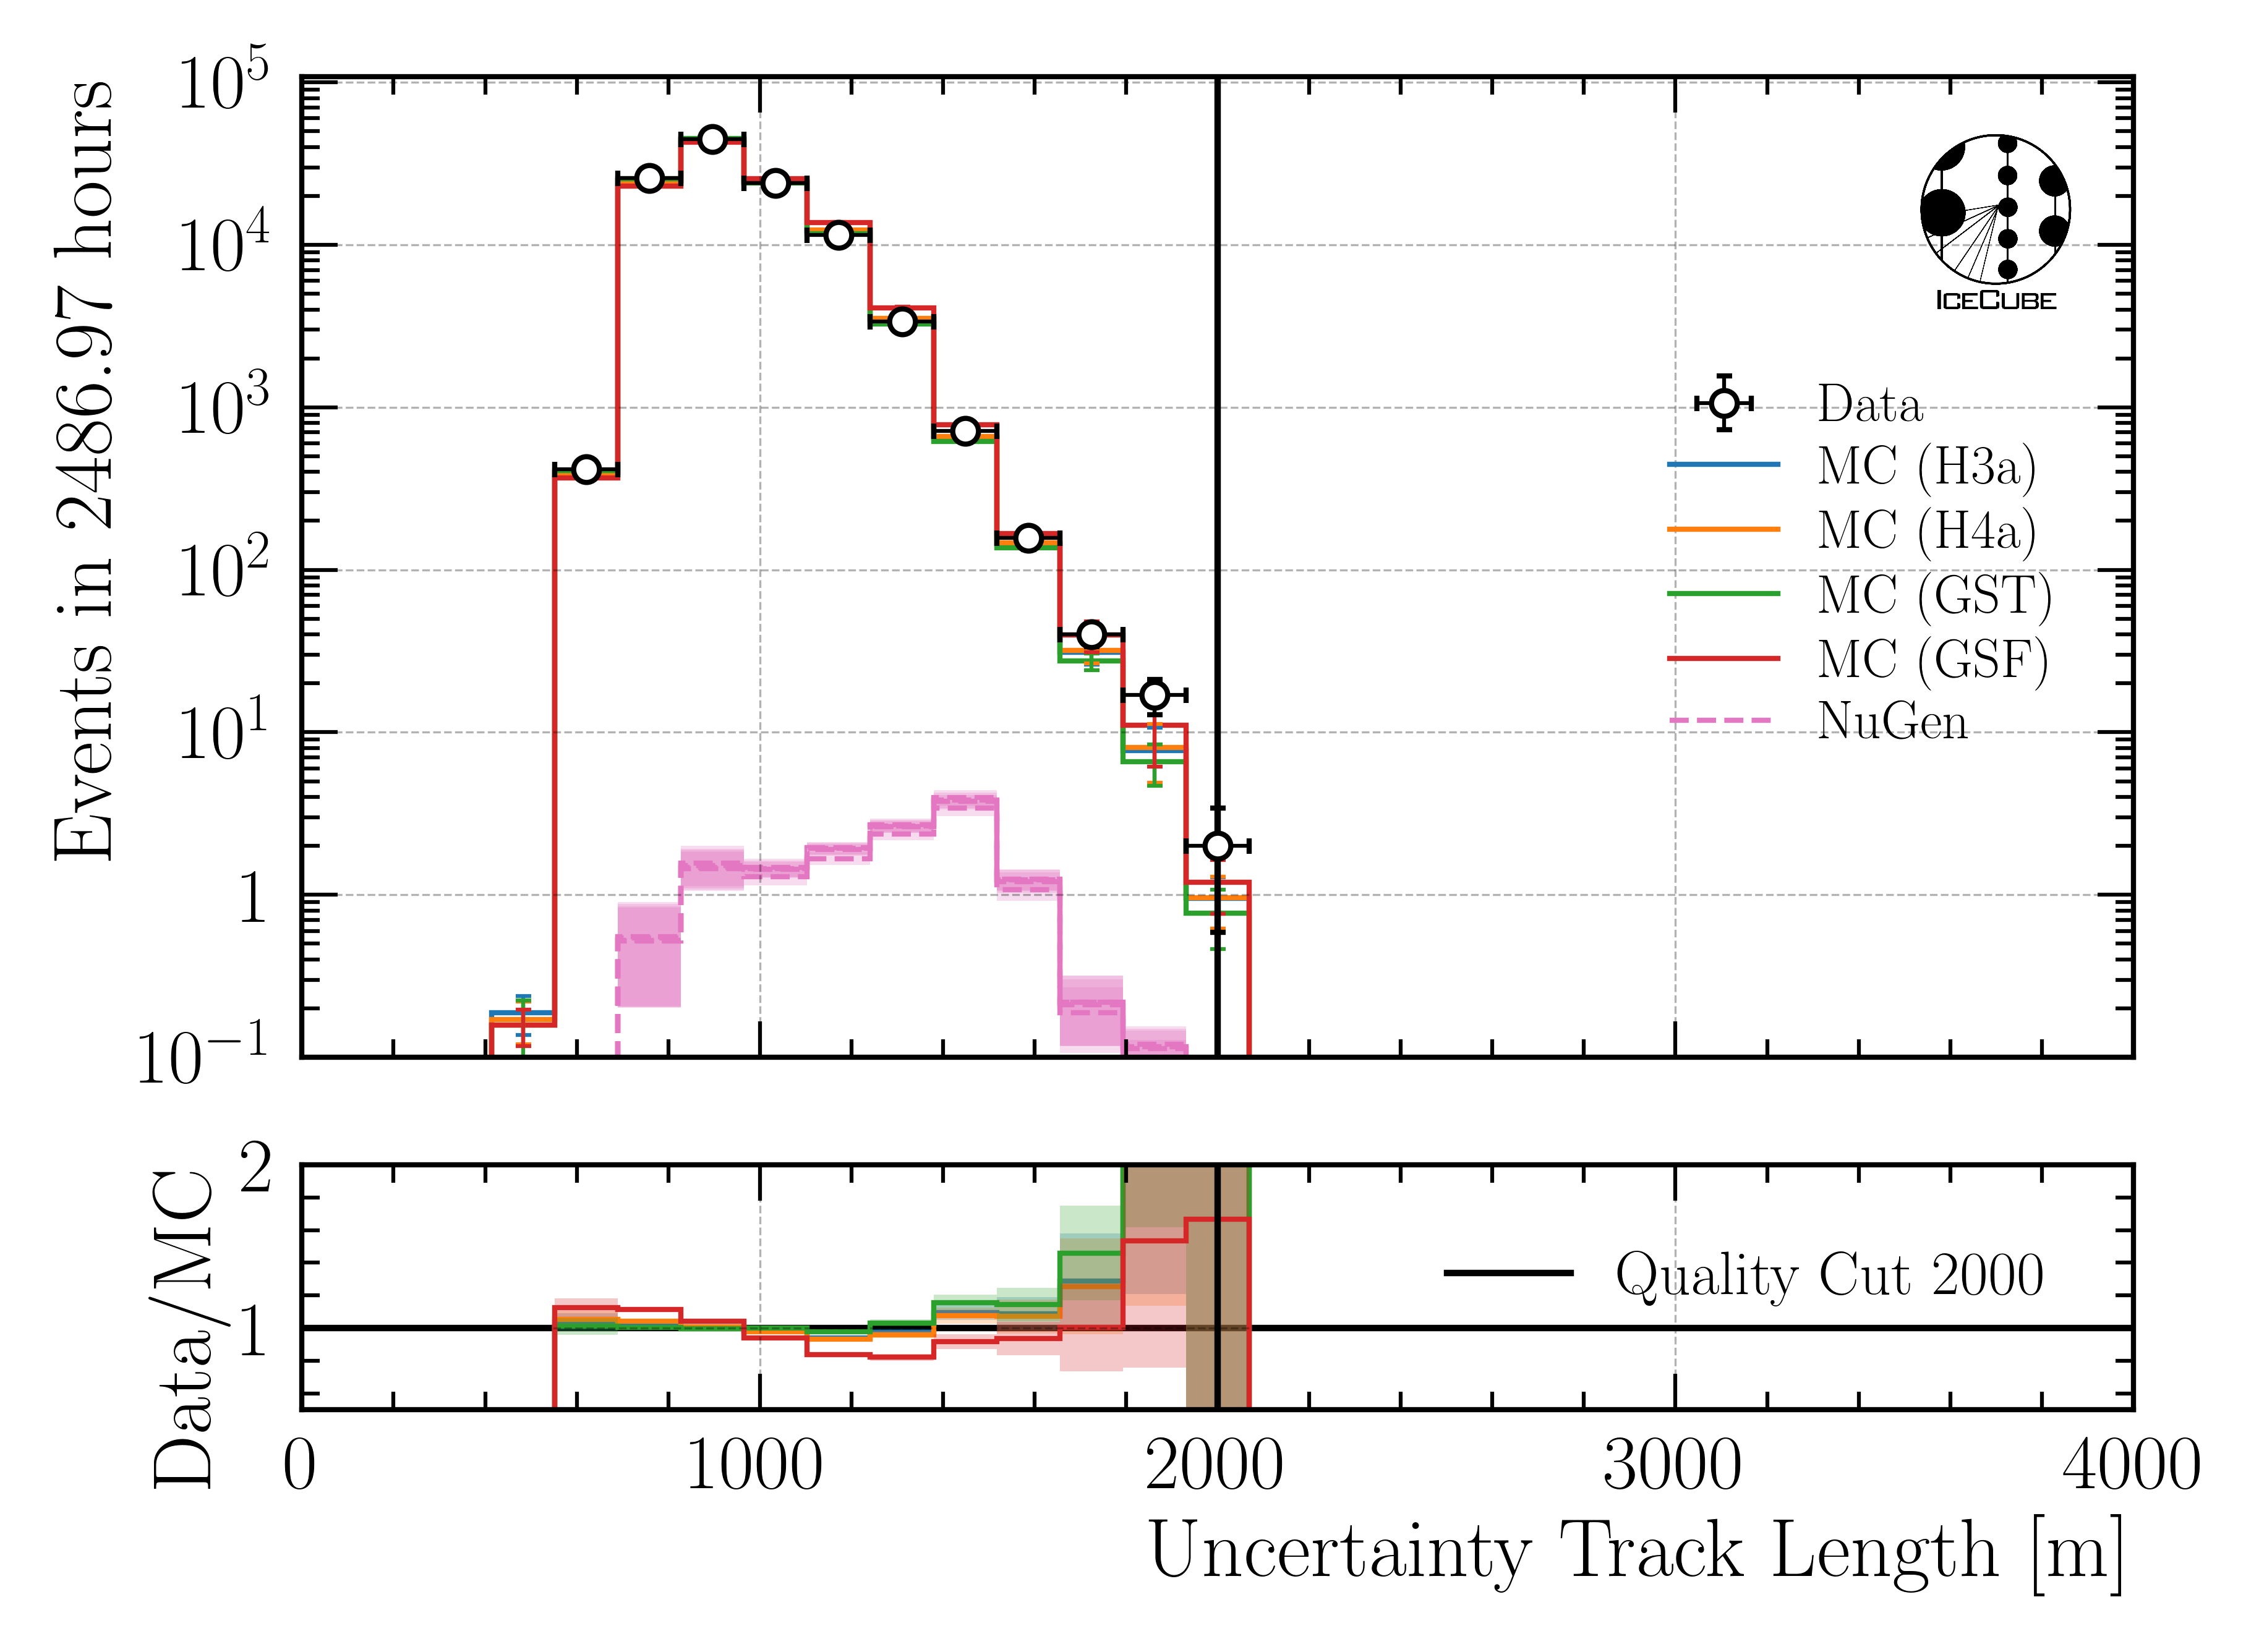 Events in 2486.97 hours
10^5
10^4
10^3
10^2
10^1
1
10^−1
ICECUBE
Data
MC (H3a)
MC (H4a)
MC (GST)
MC (GSF)
NuGen
Data/MC
2
1
Quality Cut 2000
0 1000 2000 3000 4000
Uncertainty Track Length [m]